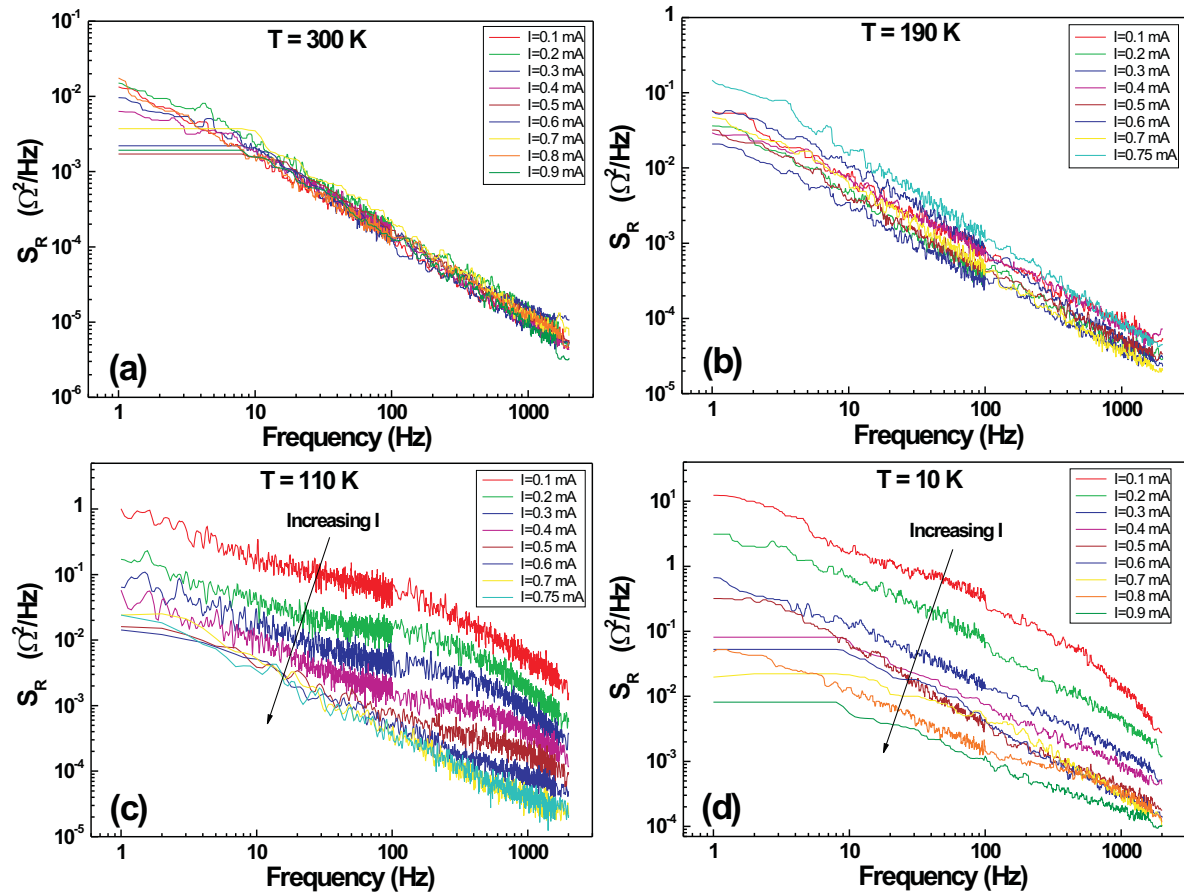 T = 300 K
I=0.1 mA
I=0.2 mA
I=0.3 mA
I=0.4 mA
I=0.5 mA
I=0.6 mA
I=0.7 mA
I=0.8 mA
I=0.9 mA
10⁻¹
10⁻²
10⁻³
10⁻⁴
10⁻⁵
10⁻⁶
S_R (Ω²/Hz)
(a)
1
10
100
1000
Frequency (Hz)
T = 190 K
I=0.1 mA
I=0.2 mA
I=0.3 mA
I=0.4 mA
I=0.5 mA
I=0.6 mA
I=0.7 mA
I=0.75 mA
1
10⁻¹
10⁻²
10⁻³
10⁻⁴
10⁻⁵
S_R (Ω²/Hz)
(b)
1
10
100
1000
Frequency (Hz)
T = 110 K
I=0.1 mA
I=0.2 mA
I=0.3 mA
I=0.4 mA
I=0.5 mA
I=0.6 mA
I=0.7 mA
I=0.75 mA
Increasing I
1
10⁻¹
10⁻²
10⁻³
10⁻⁴
10⁻⁵
S_R (Ω²/Hz)
(c)
1
10
100
1000
Frequency (Hz)
T = 10 K
I=0.1 mA
I=0.2 mA
I=0.3 mA
I=0.4 mA
I=0.5 mA
I=0.6 mA
I=0.7 mA
I=0.8 mA
I=0.9 mA
Increasing I
10¹
1
10⁻¹
10⁻²
10⁻³
10⁻⁴
S_R (Ω²/Hz)
(d)
1
10
100
1000
Frequency (Hz)